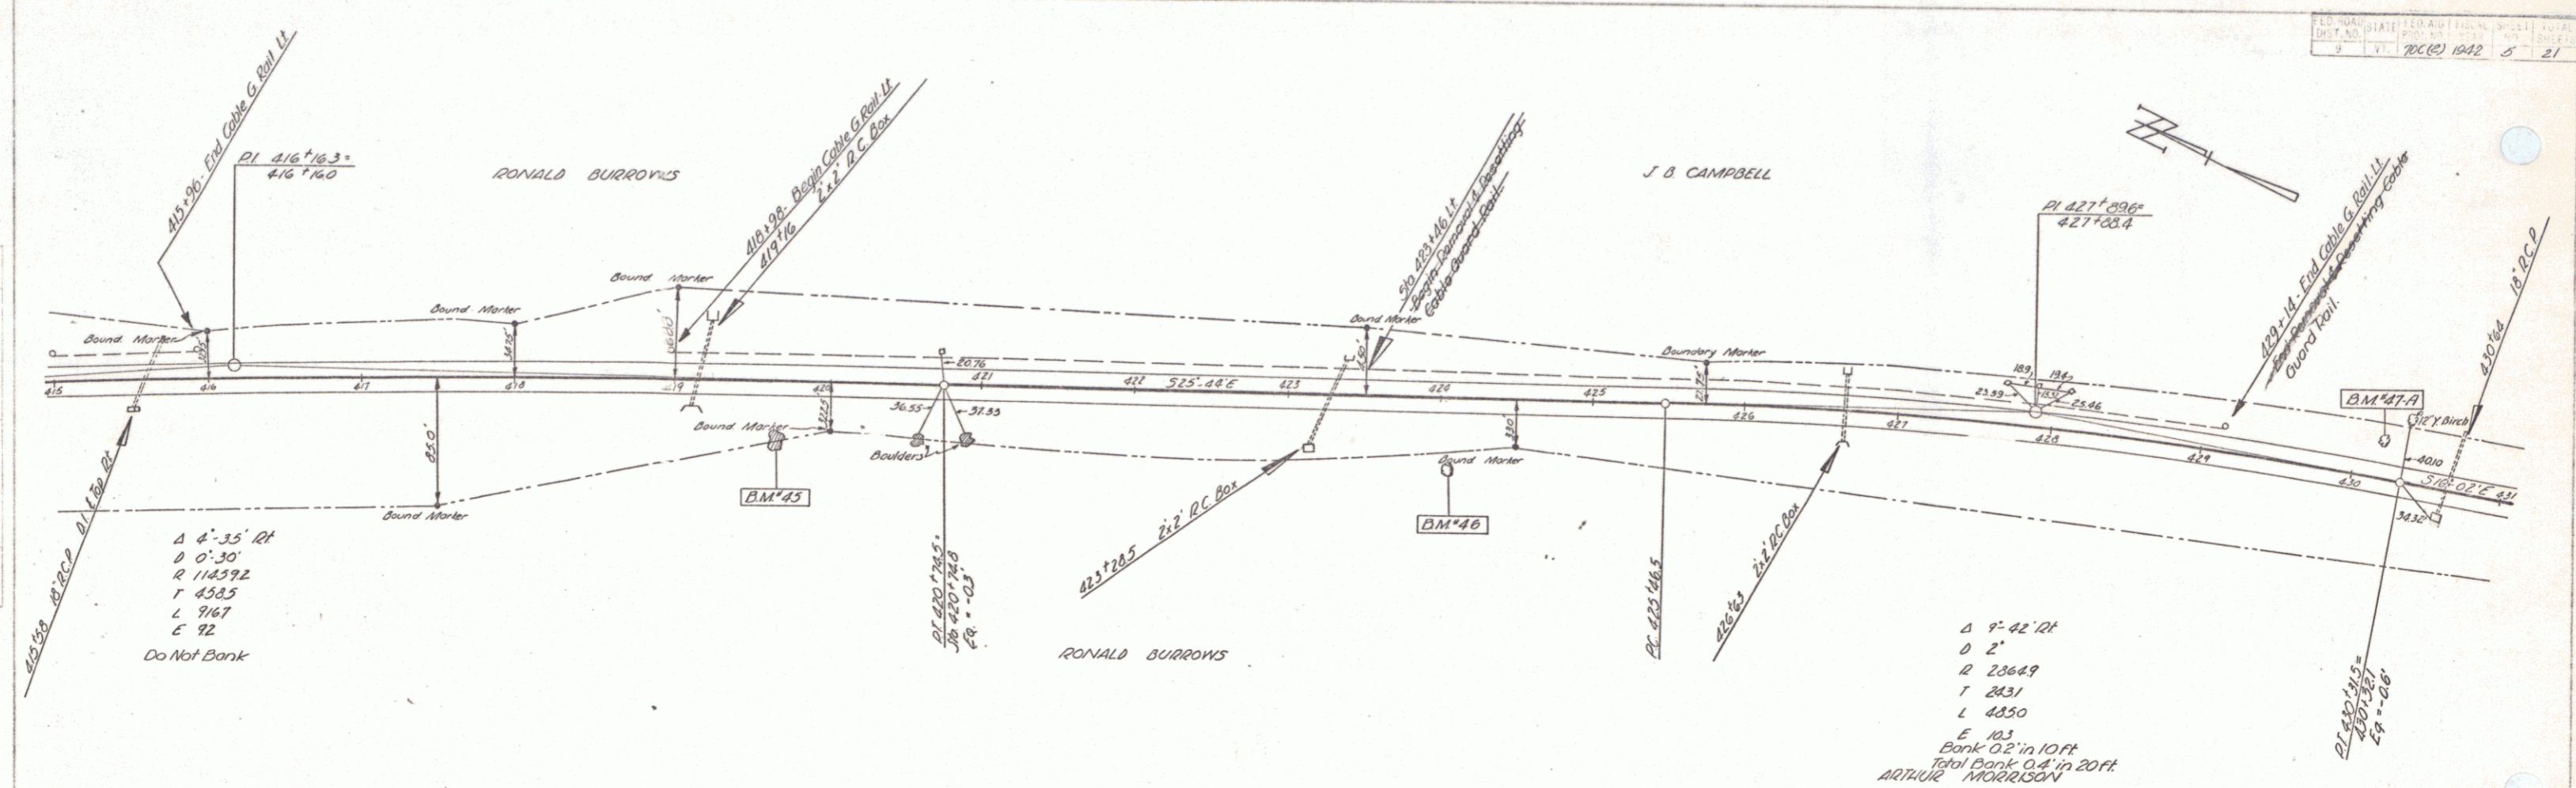 FED. ROAD DIST. NO. STATE FED. AID PROJ. NO. FISCAL YEAR SHEET NO. TOTAL SHEETS
9 VT. 70C(2) 1942 5 21
415+96 - End Cable G. Rail. Lt
P.I. 416+16.3 =
416+16.0
RONALD BURROWS
418+98 - Begin Cable G.Rail-Lt
419+16 2'x2' R.C. Box
Sta 423+46 Lt
Begin Removal & Resetting
Cable Guard Rail.
J. B. CAMPBELL
P.I. 427+89.6=
427+88.4
429+14 - End Cable G. Rail-Lt.
End Removal & Resetting Cable
Guard Rail.
430+64 18" R.C.P.
Bound Marker
Bound Marker
Bound Marker
Bound Marker
Boundary Marker
34.75'
20.76
21.75'
18.9
19.4
23.59
25.46
B.M.#47-A
12" Y. Birch
415 416 417 418 419 420 421 422 S25°-44'E 423 424 425 426 427 428 429 430 S16°-02'E 431
85.0'
Bound Marker
36.55
37.33
Boulders
33.0'
Bound Marker
40.10
34.32
Bound Marker
B.M.#45
B.M.#46
415+58 18" R.C.P. D.I. & Top Rt
423+28.5 2'x2' R.C. Box
426+63 2'x2' R.C. Box
P.T. 420+74.5=
Sta 420+74.8
Eq. = -0.3'
P.C. 425+46.5
P.T. 430+31.5=
430+32.1
Eq. = -0.6'
Δ 4°-35' Rt
D 0°-30'
R 11459.2
T 458.5
L 916.7
E 9.2
Do Not Bank
RONALD BURROWS
Δ 9°-42' Rt
D 2°
R 2864.9
T 243.1
L 485.0
E 10.3
Bank 0.2' in 10 ft.
Total Bank 0.4' in 20 ft.
ARTHUR MORRISON